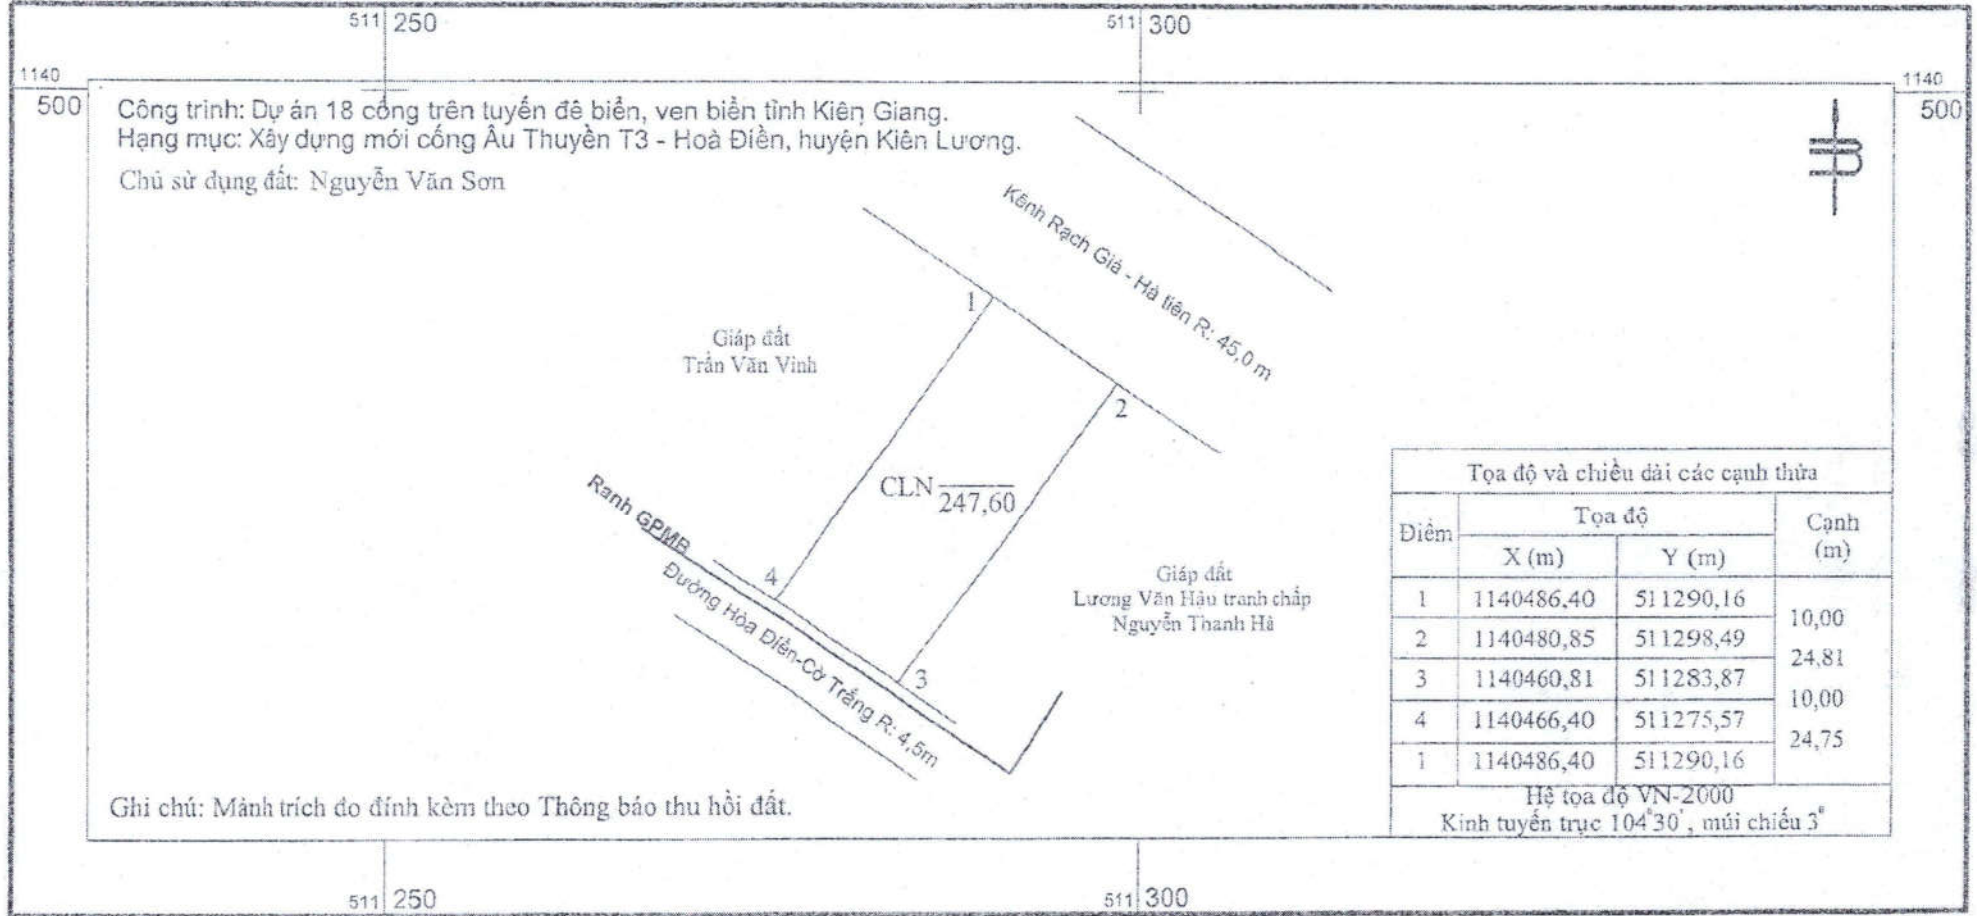 511 250
511 300
1140
500
1140
500
Công trình: Dự án 18 cống trên tuyến đê biển, ven biển tỉnh Kiên Giang.
Hạng mục: Xây dựng mới cống Âu Thuyền T3 - Hoà Điền, huyện Kiên Lương.
Chủ sử dụng đất: Nguyễn Văn Sơn
Kênh Rạch Giá - Hà tiên R: 45,0 m
1
Giáp đất
Trần Văn Vinh
2
CLN 247,60
Ranh GPMB
4
Đường Hòa Điền-Cờ Trắng R: 4,5m
3
Giáp đất
Lương Văn Hậu tranh chấp
Nguyễn Thanh Hà
Tọa độ và chiều dài các cạnh thửa
Điểm Tọa độ Cạnh (m)
X (m) Y (m)
1 1140486,40 511290,16
10,00
2 1140480,85 511298,49
24,81
3 1140460,81 511283,87
10,00
4 1140466,40 511275,57
24,75
1 1140486,40 511290,16
Hệ tọa độ VN-2000
Kinh tuyến trục 104°30', múi chiếu 3°
Ghi chú: Mảnh trích đo đính kèm theo Thông báo thu hồi đất.
511 250
511 300